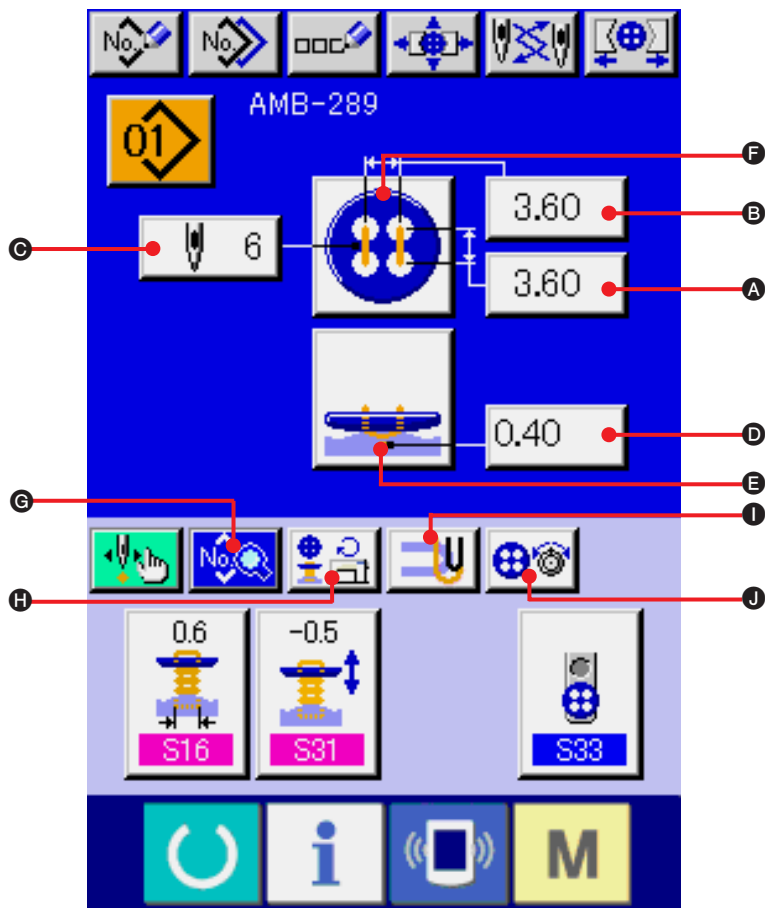 No. No.
AMB-289
01
F
3.60 B
C 6
3.60 A
0.40 D
E
G I
No.
H J
0.6 -0.5
S16 S31 S33
i M